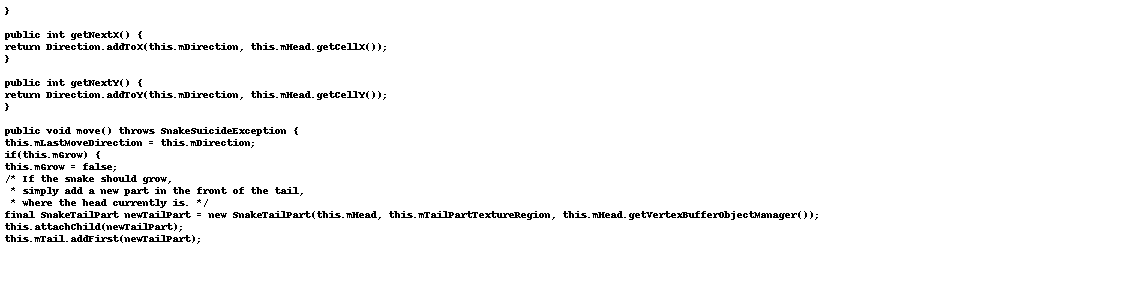 }
public int getNextX() {
return Direction.addToX(this.mDirection, this.mHead.getCellX());
}
public int getNextY() {
return Direction.addToY(this.mDirection, this.mHead.getCellY());
}
public void move() throws SnakeSuicideException {
this.mLastMoveDirection = this.mDirection;
if(this.mGrow) {
this.mGrow = false;
/* If the snake should grow,
 * simply add a new part in the front of the tail,
 * where the head currently is. */
final SnakeTailPart newTailPart = new SnakeTailPart(this.mHead, this.mTailPartTextureRegion, this.mHead.getVertexBufferObjectManager());
this.attachChild(newTailPart);
this.mTail.addFirst(newTailPart);